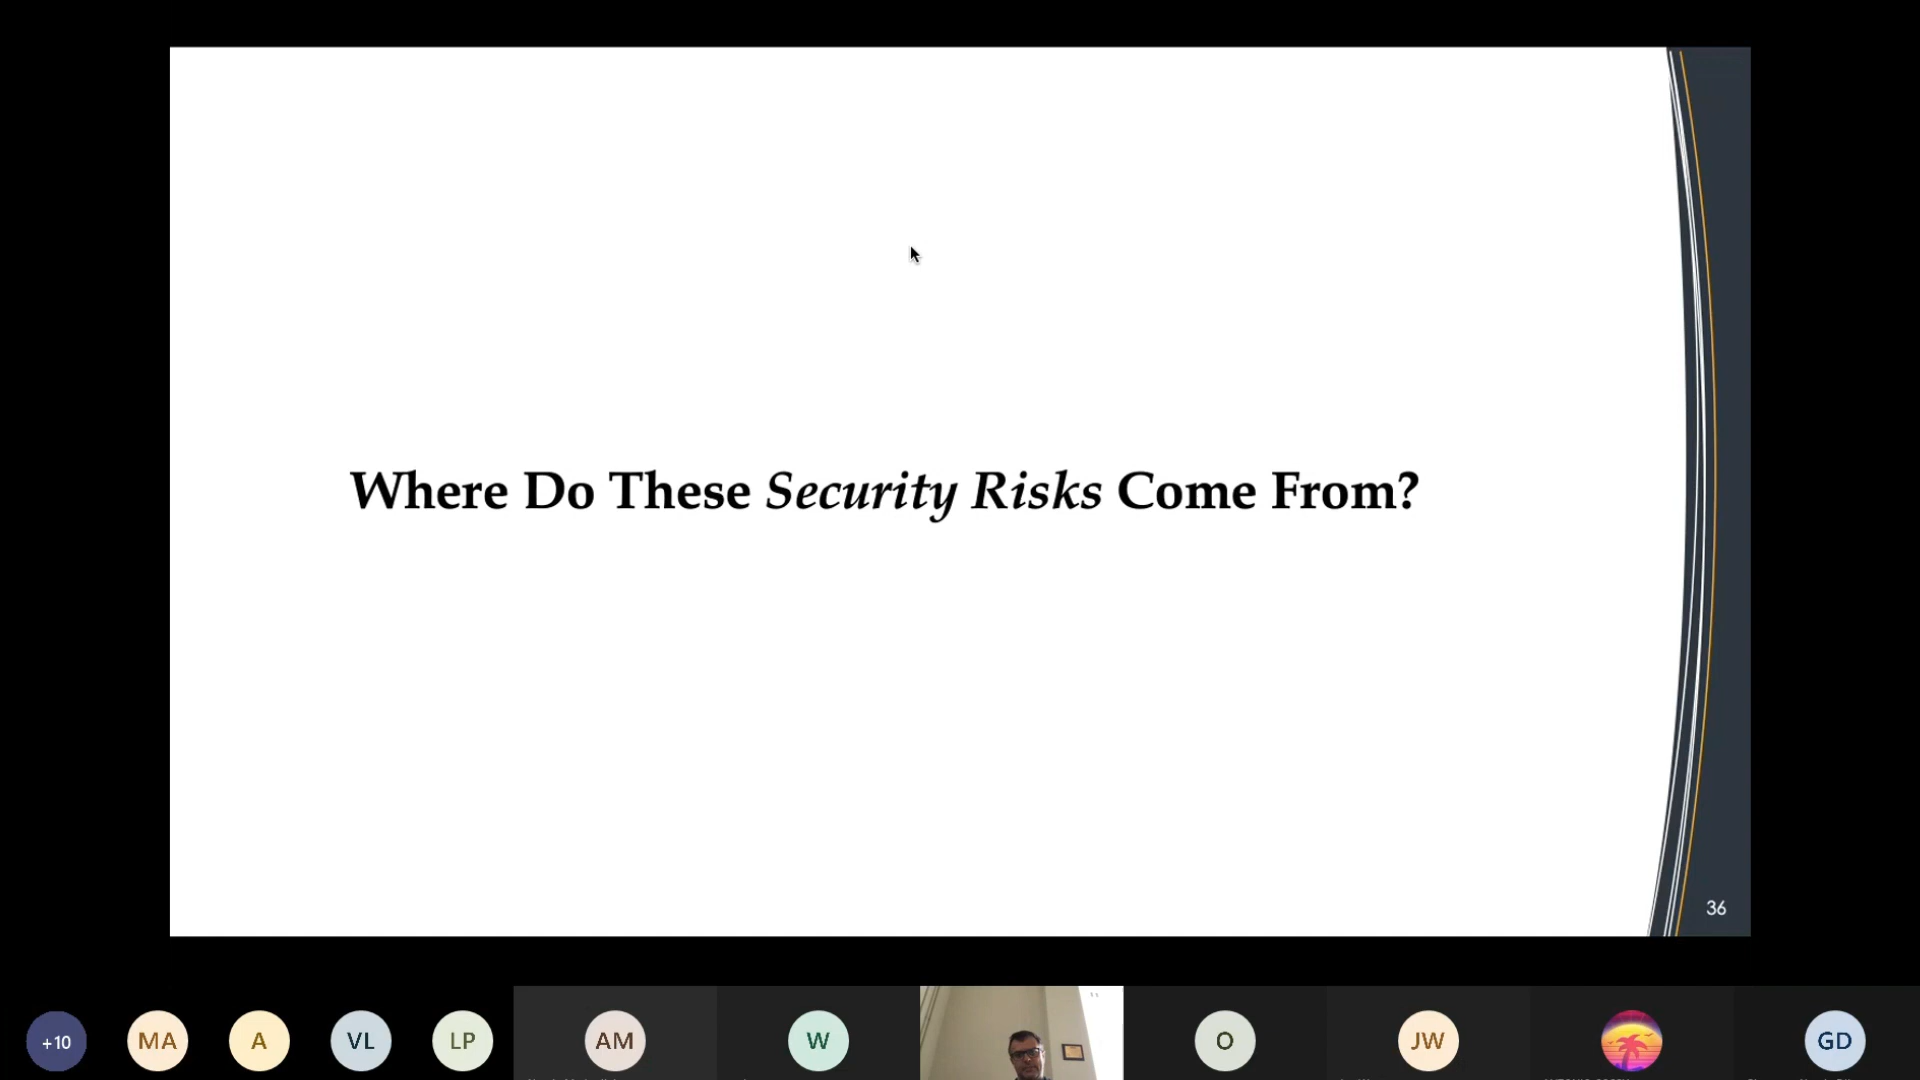 Where Do These Security Risks Come From?
36
+10
MA
A
VL
LP
AM
W
O
JW
GD